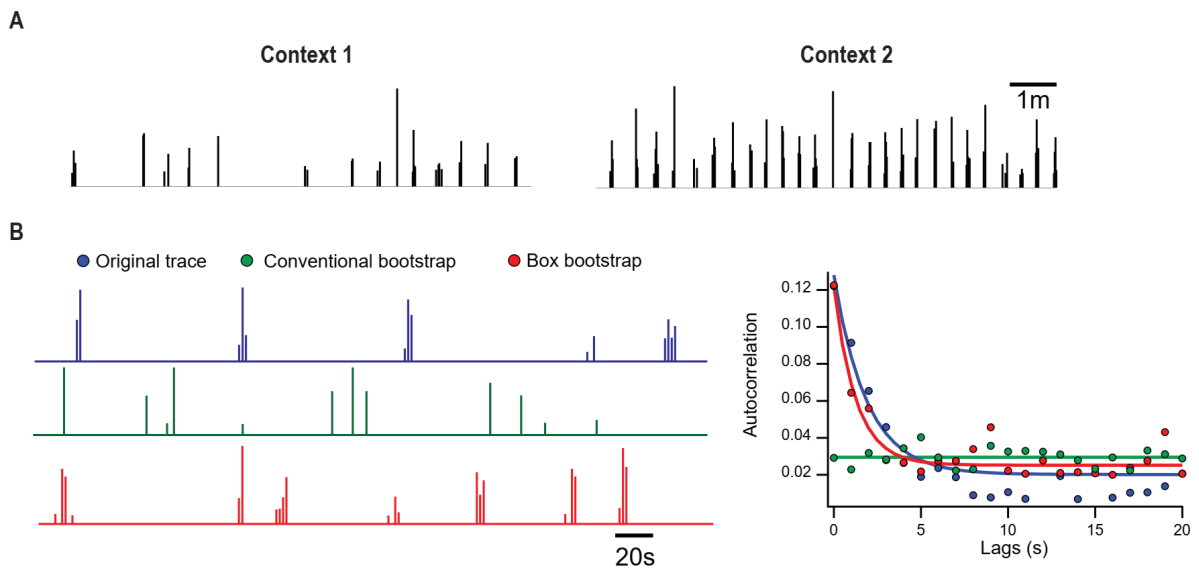 A
Context 1
Context 2
1m
B
Original trace
Conventional bootstrap
Box bootstrap
20s
Autocorrelation
0.12
0.10
0.08
0.06
0.04
0.02
0
5
10
15
20
Lags (s)